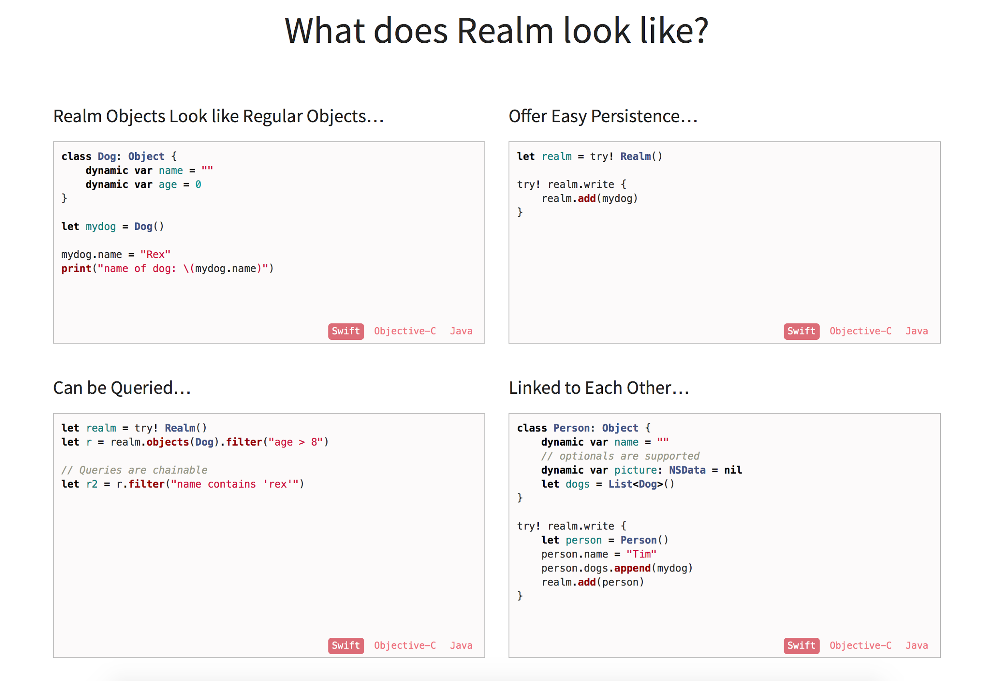 What does Realm look like?
Realm Objects Look like Regular Objects...
class Dog: Object {
    dynamic var name = ""
    dynamic var age = 0
}
let mydog = Dog()
mydog.name = "Rex"
print("name of dog: \(mydog.name)")
Swift Objective-C Java
Offer Easy Persistence...
let realm = try! Realm()
try! realm.write {
    realm.add(mydog)
}
Swift Objective-C Java
Can be Queried...
let realm = try! Realm()
let r = realm.objects(Dog).filter("age > 8")
// Queries are chainable
let r2 = r.filter("name contains 'rex'")
Swift Objective-C Java
Linked to Each Other...
class Person: Object {
    dynamic var name = ""
    // optionals are supported
    dynamic var picture: NSData = nil
    let dogs = List<Dog>()
}
try! realm.write {
    let person = Person()
    person.name = "Tim"
    person.dogs.append(mydog)
    realm.add(person)
}
Swift Objective-C Java